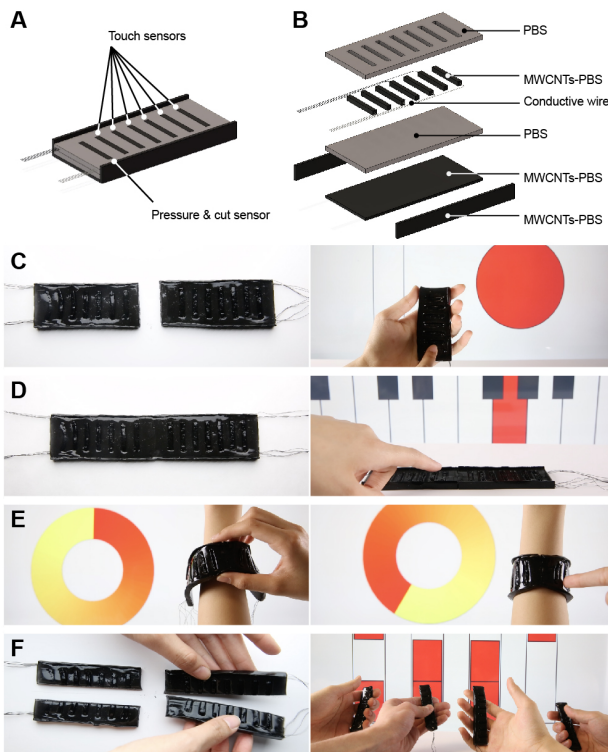 A
Touch sensors
Pressure & cut sensor
B
PBS
MWCNTs-PBS
Conductive wire
PBS
MWCNTs-PBS
MWCNTs-PBS
C
D
E
F